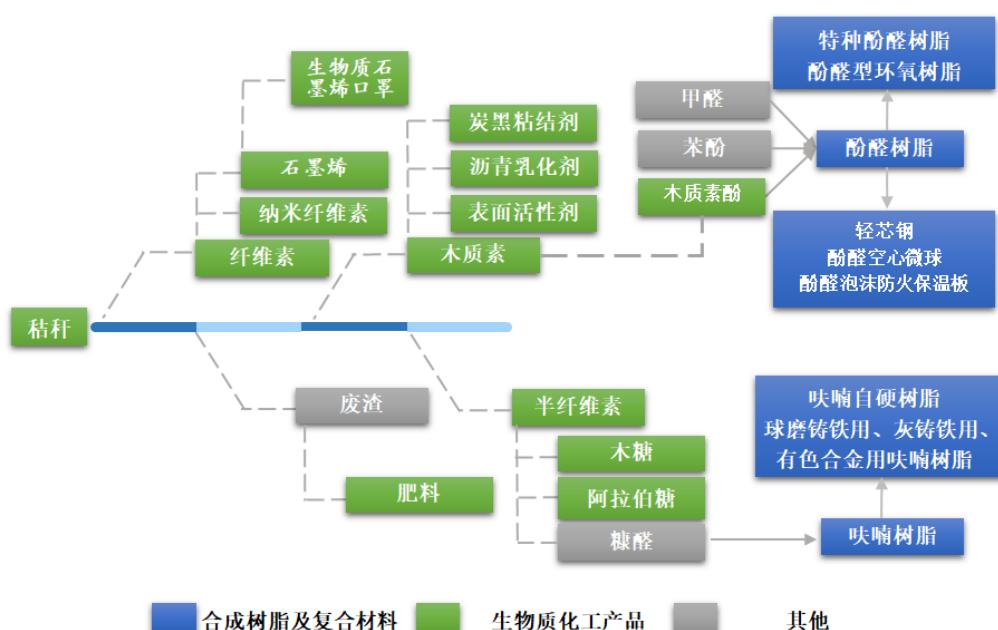 生物质石
墨烯口罩
石墨烯
纳米纤维素
纤维素
炭黑粘结剂
沥青乳化剂
表面活性剂
木质素
甲醛
苯酚
木质素酚
特种酚醛树脂
酚醛型环氧树脂
酚醛树脂
轻芯钢
酚醛空心微球
酚醛泡沫防火保温板
秸秆
废渣
肥料
半纤维素
木糖
阿拉伯糖
糠醛
呋喃自硬树脂
球磨铸铁用、灰铸铁用、
有色合金用呋喃树脂
呋喃树脂
合成树脂及复合材料
生物质化工产品
其他